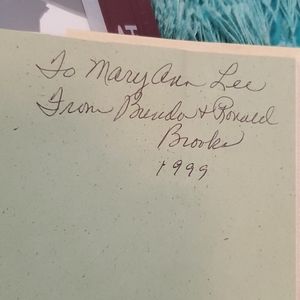 To Mary Ann Lee
From Brenda & Ronald
Brooks
1999